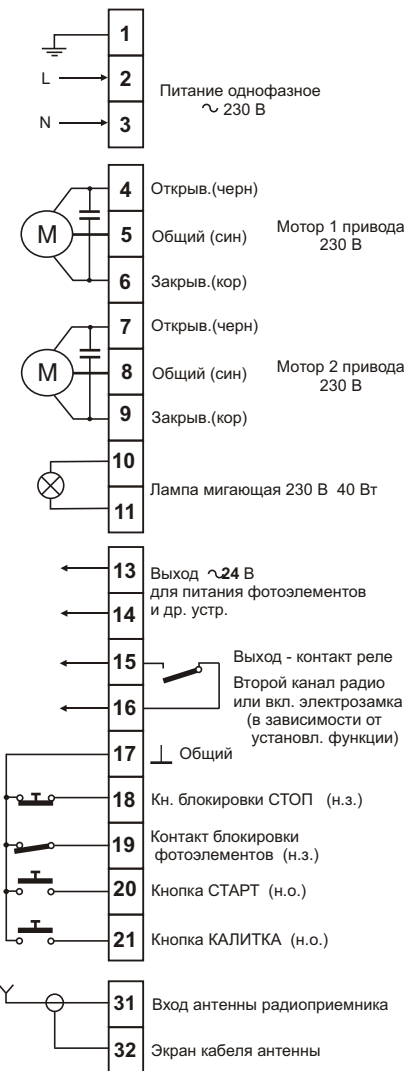 1
L 2
Питание однофазное
N 3
~ 230 В
4 Открыв.(черн)
М 5 Общий (син) Мотор 1 привода
230 В
6 Закрыв.(кор)
7 Открыв.(черн)
М 8 Общий (син) Мотор 2 привода
230 В
9 Закрыв.(кор)
10
Лампа мигающая 230 В 40 Вт
11
13 Выход ~24 В
для питания фотоэлементов
14 и др. устр.
15 Выход - контакт реле
Второй канал радио
16 или вкл. электрозамка
(в зависимости от
установл. функции)
17 Общий
18 Кн. блокировки СТОП (н.з.)
19 Контакт блокировки
фотоэлементов (н.з.)
20 Кнопка СТАРТ (н.о.)
21 Кнопка КАЛИТКА (н.о.)
31 Вход антенны радиоприемника
32 Экран кабеля антенны